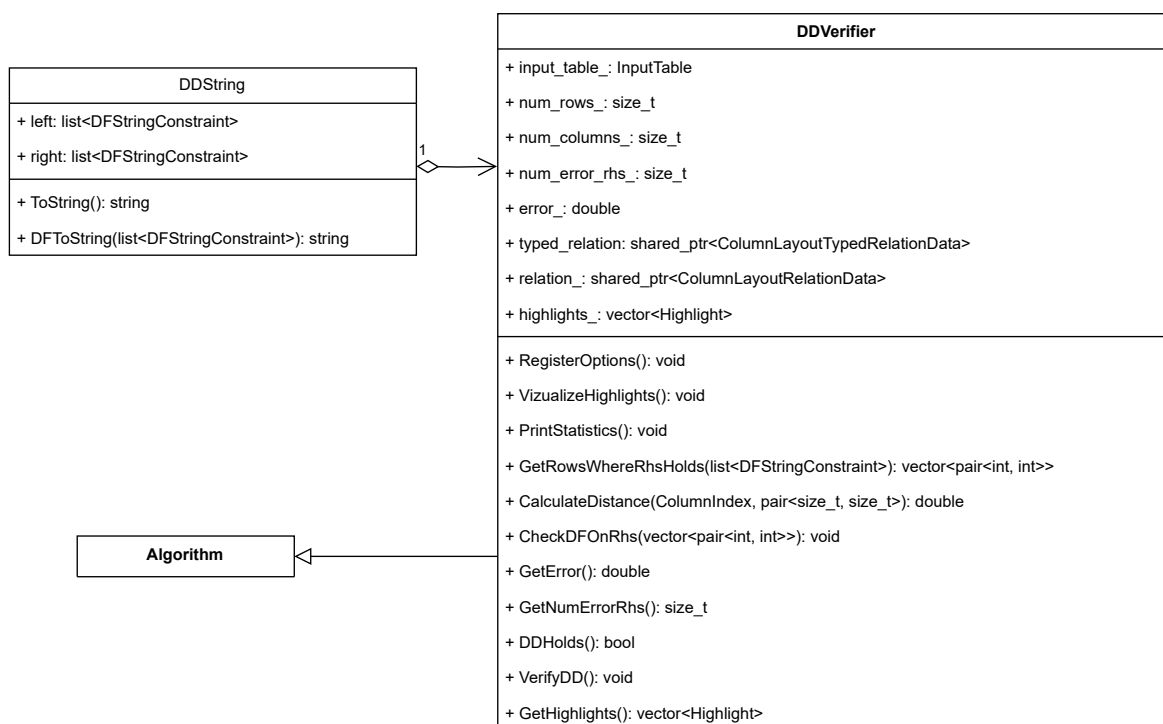 DDString
+ left: list<DFStringConstraint>
+ right: list<DFStringConstraint>
+ ToString(): string
+ DFToString(list<DFStringConstraint>): string
1
DDVerifier
+ input_table_: InputTable
+ num_rows_: size_t
+ num_columns_: size_t
+ num_error_rhs_: size_t
+ error_: double
+ typed_relation: shared_ptr<ColumnLayoutTypedRelationData>
+ relation_: shared_ptr<ColumnLayoutRelationData>
+ highlights_: vector<Highlight>
+ RegisterOptions(): void
+ VizualizeHighlights(): void
+ PrintStatistics(): void
+ GetRowsWhereRhsHolds(list<DFStringConstraint>): vector<pair<int, int>>
+ CalculateDistance(ColumnIndex, pair<size_t, size_t>): double
+ CheckDFOnRhs(vector<pair<int, int>>): void
+ GetError(): double
+ GetNumErrorRhs(): size_t
+ DDHolds(): bool
+ VerifyDD(): void
+ GetHighlights(): vector<Highlight>
Algorithm